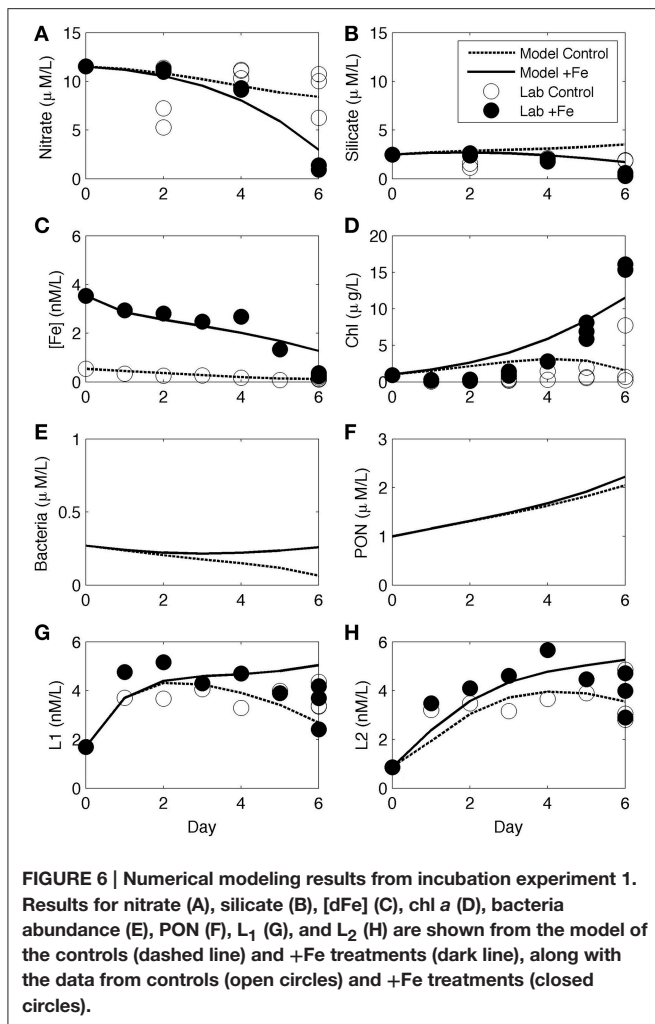 A
B
15
10
5
0
Nitrate (μ M/L)
0 2 4 6
15
10
5
0
Silicate (μ M/L)
0 2 4 6
Model Control
Model +Fe
Lab Control
Lab +Fe
C
D
6
4
2
0
[Fe] (nM/L)
0 2 4 6
20
15
10
5
0
Chl (μg/L)
0 2 4 6
E
F
1
0.5
0
Bacteria (μ M/L)
0 2 4 6
3
2
1
0
PON (μ M/L)
0 2 4 6
G
H
6
4
2
0
L1 (nM/L)
0 2 4 6
Day
6
4
2
0
L2 (nM/L)
0 2 4 6
Day
FIGURE 6 | Numerical modeling results from incubation experiment 1.
Results for nitrate (A), silicate (B), [dFe] (C), chl a (D), bacteria
abundance (E), PON (F), L₁ (G), and L₂ (H) are shown from the model of
the controls (dashed line) and +Fe treatments (dark line), along with
the data from controls (open circles) and +Fe treatments (closed
circles).